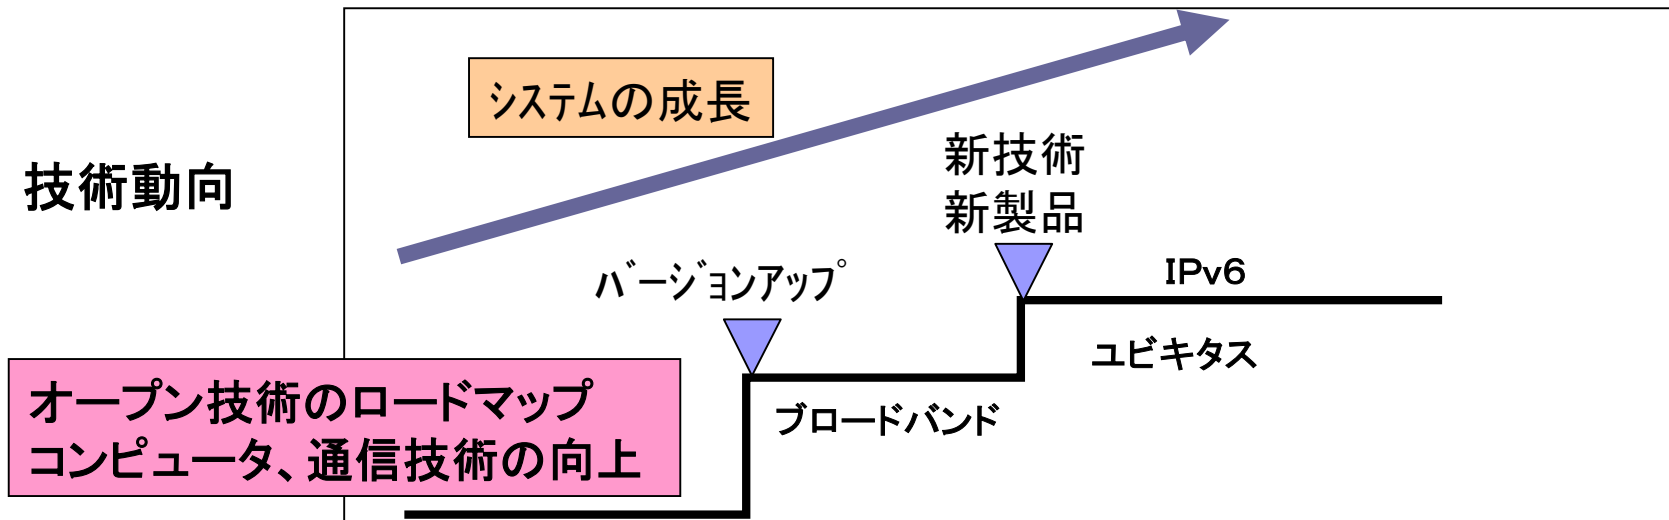 システムの成長
技術動向
新技術
新製品
バージョンアップ
IPv6
ユビキタス
オープン技術のロードマップ
コンピュータ、通信技術の向上
ブロードバンド